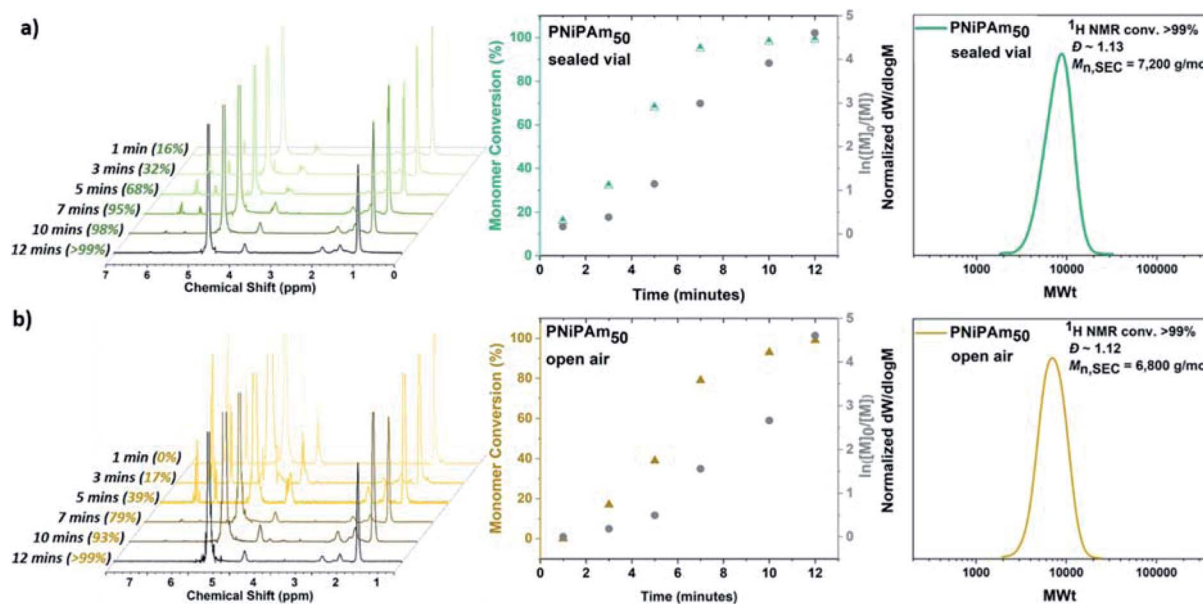 a)
1 min (16%)
3 mins (32%)
5 mins (68%)
7 mins (95%)
10 mins (98%)
12 mins (>99%)
7 6 5 4 3 2 1 0
Chemical Shift (ppm)
PNiPAm50
sealed vial
Monomer Conversion (%)
100
80
60
40
20
0
0 2 4 6 8 10 12
Time (minutes)
5
4
3
2
1
0
ln([M]0/[M])
Normalized dW/dlogM
PNiPAm50
sealed vial
1H NMR conv. >99%
Đ ~ 1.13
Mn,SEC = 7,200 g/mo
1000 10000 100000
MWt
b)
1 min (0%)
3 mins (17%)
5 mins (39%)
7 mins (79%)
10 mins (93%)
12 mins (>99%)
7 6 5 4 3 2 1
Chemical Shift (ppm)
PNiPAm50
open air
Monomer Conversion (%)
100
80
60
40
20
0
0 2 4 6 8 10 12
Time (minutes)
5
4
3
2
1
0
ln([M]0/[M])
Normalized dW/dlogM
PNiPAm50
open air
1H NMR conv. >99%
Đ ~ 1.12
Mn,SEC = 6,800 g/mo
1000 10000 100000
MWt